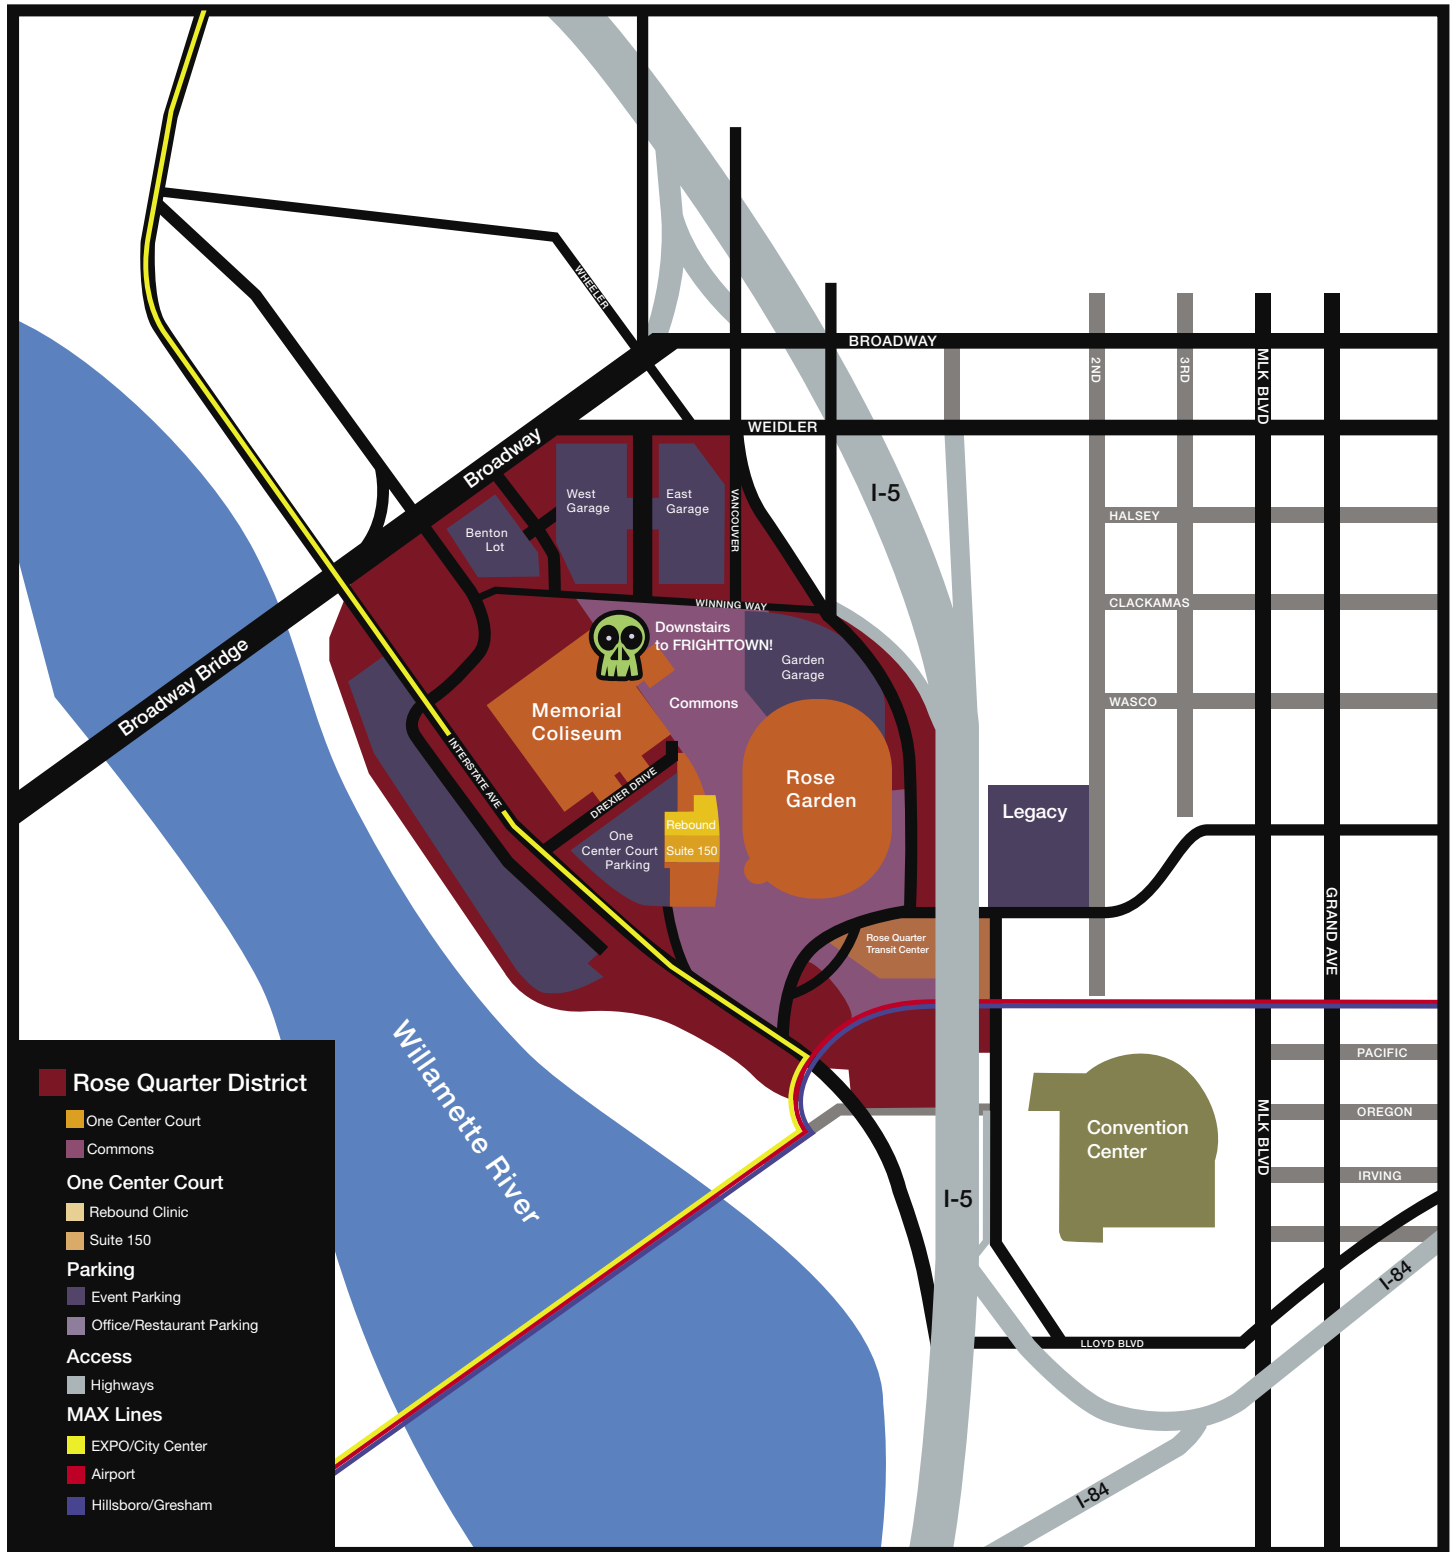 WHEELER
BROADWAY
WEIDLER
Broadway
I-5
2ND
3RD
MLK BLVD
HALSEY
CLACKAMAS
WASCO
West
Garage
East
Garage
VANCOUVER
Benton
Lot
WINNING WAY
Downstairs
to FRIGHTTOWN!
Garden
Garage
Commons
Broadway Bridge
Memorial
Coliseum
INTERSTATE AVE
DREXIER DRIVE
Rose
Garden
One
Center Court
Parking
Rebound
Suite 150
Legacy
GRAND AVE
Rose Quarter
Transit Center
Willamette River
PACIFIC
OREGON
IRVING
MLK BLVD
Convention
Center
I-5
I-84
LLOYD BLVD
I-84
Rose Quarter District
One Center Court
Commons
One Center Court
Rebound Clinic
Suite 150
Parking
Event Parking
Office/Restaurant Parking
Access
Highways
MAX Lines
EXPO/City Center
Airport
Hillsboro/Gresham